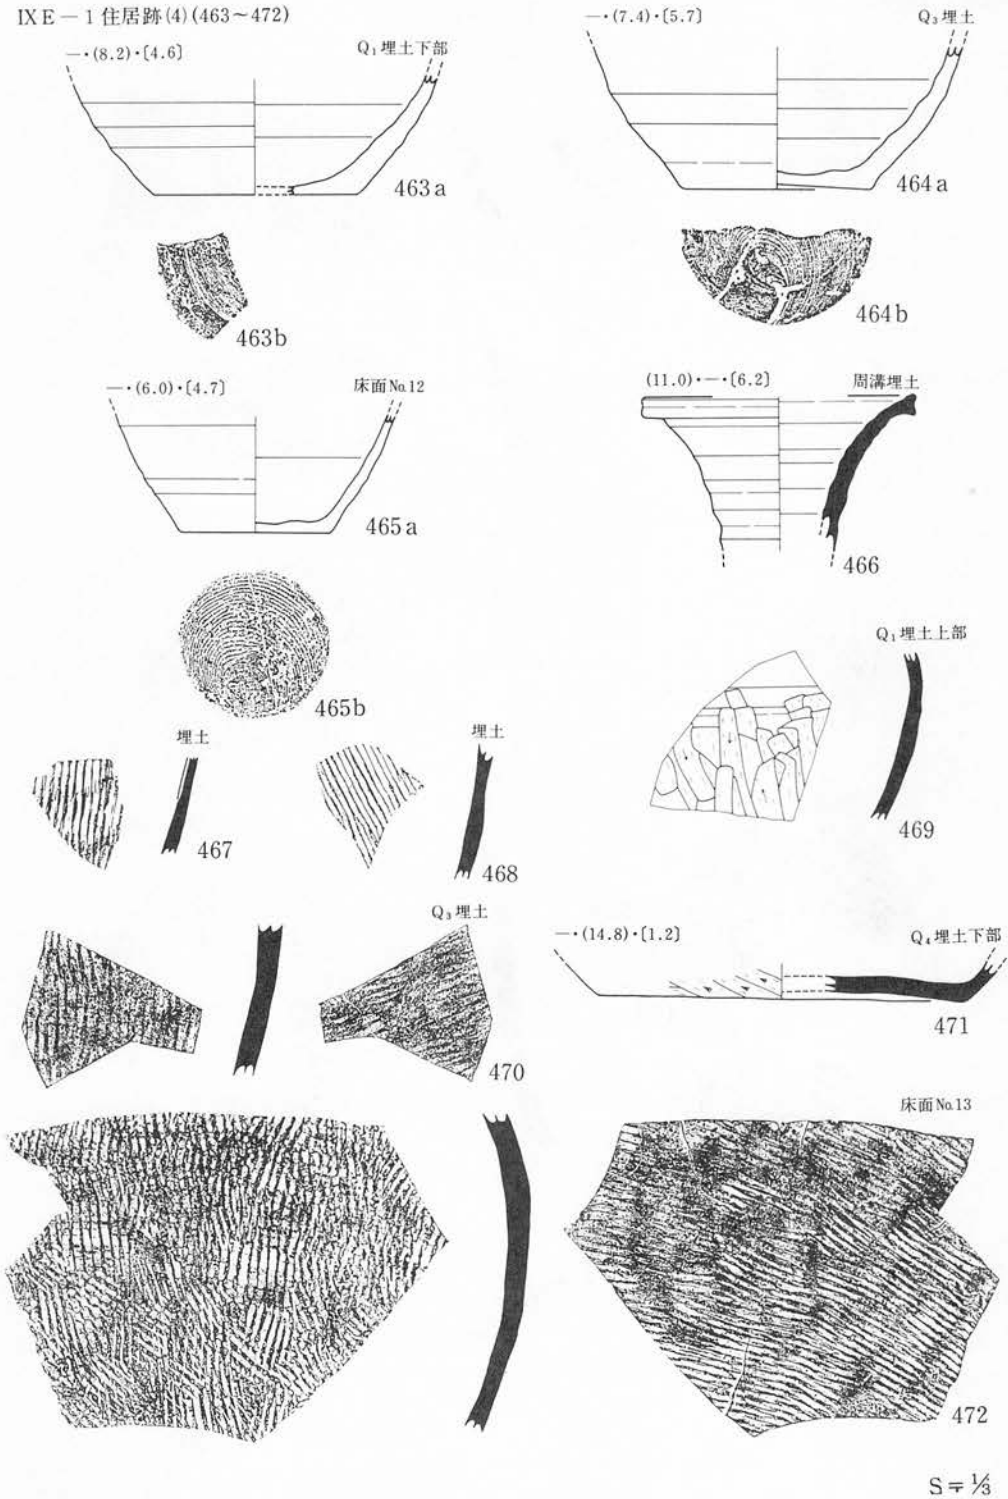 IX E－1 住居跡(4)(463～472)
―・(8.2)・[4.6]
Q₁埋土下部
463a
463b
―・(7.4)・[5.7]
Q₃埋土
464a
464b
―・(6.0)・[4.7]
床面No.12
465a
465b
(11.0)・―・[6.2]
周溝埋土
466
埋土
467
埋土
468
Q₁埋土上部
469
Q₃埋土
470
―・(14.8)・[1.2]
Q₄埋土下部
471
床面No.13
472
S≒⅓